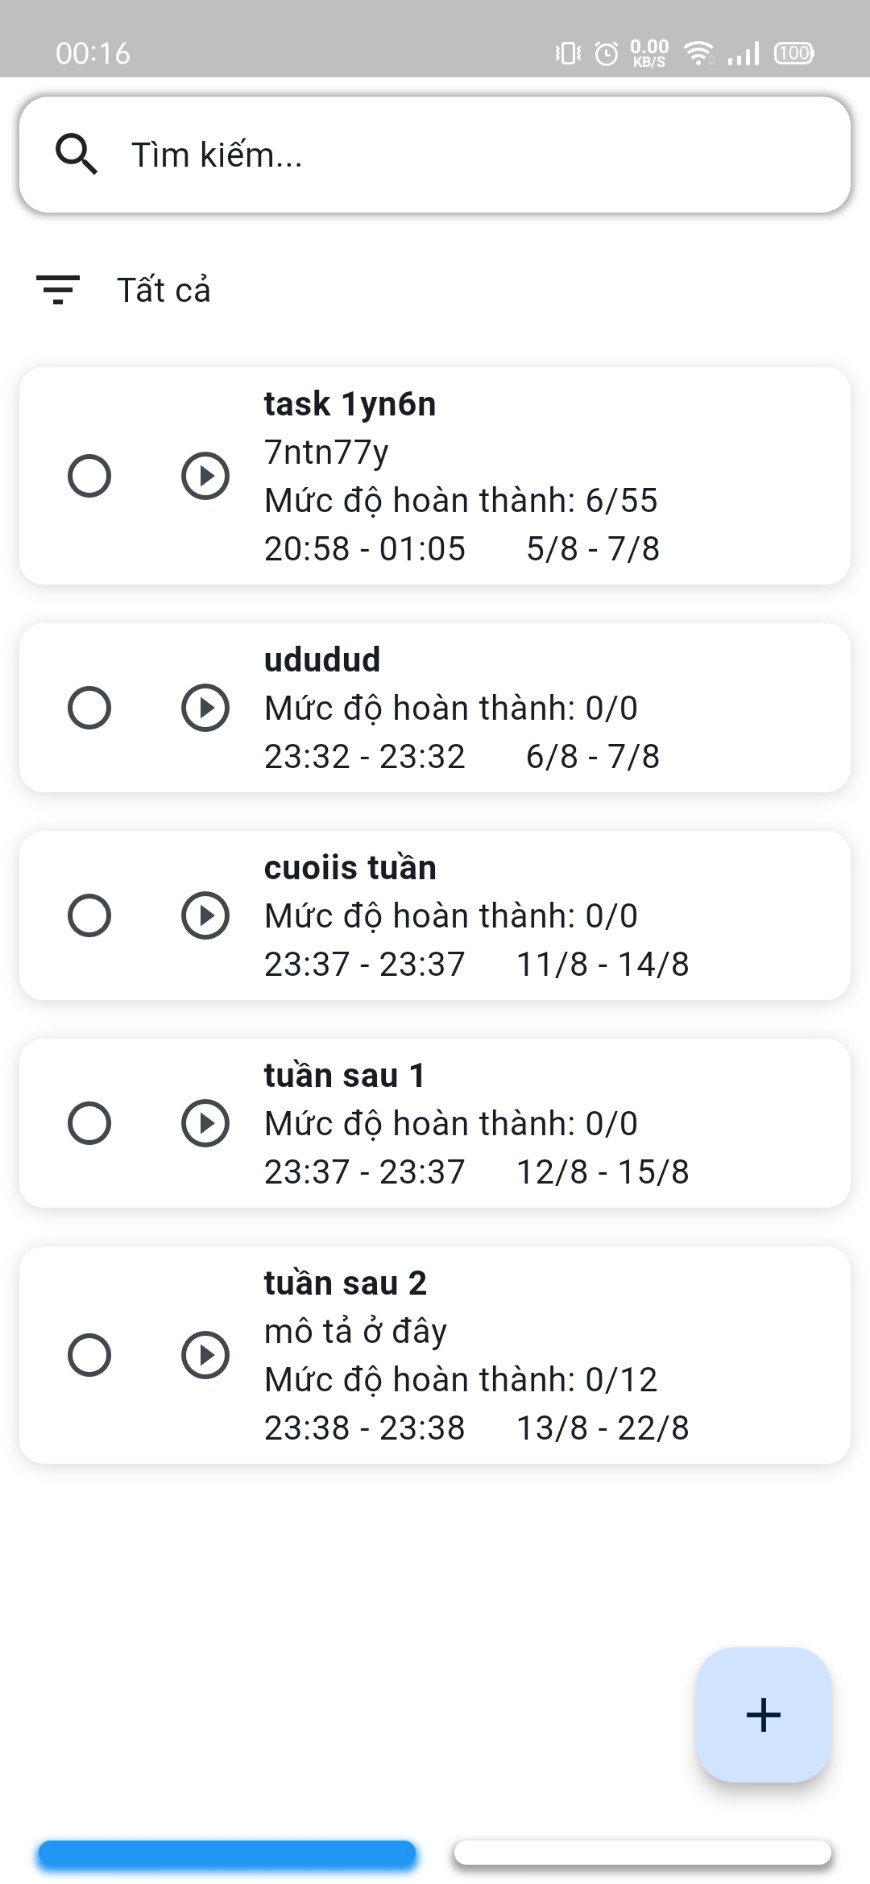 00:16
0.00
KB/S
100
Tìm kiếm...
Tất cả
task 1yn6n
7ntn77y
Mức độ hoàn thành: 6/55
20:58 - 01:05 5/8 - 7/8
ududud
Mức độ hoàn thành: 0/0
23:32 - 23:32 6/8 - 7/8
cuoiis tuần
Mức độ hoàn thành: 0/0
23:37 - 23:37 11/8 - 14/8
tuần sau 1
Mức độ hoàn thành: 0/0
23:37 - 23:37 12/8 - 15/8
tuần sau 2
mô tả ở đây
Mức độ hoàn thành: 0/12
23:38 - 23:38 13/8 - 22/8